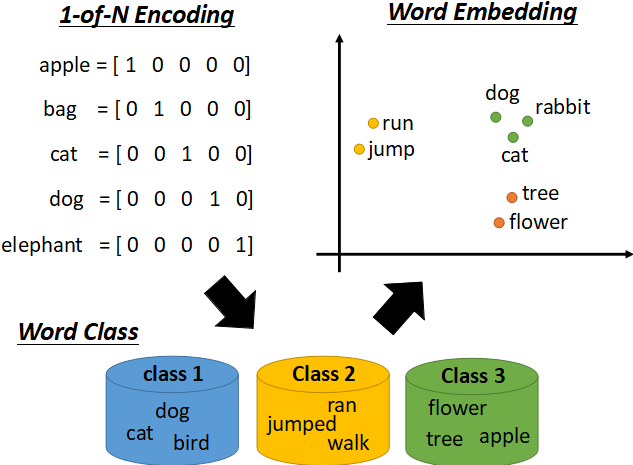 1-of-N Encoding
apple = [ 1 0 0 0 0]
bag = [ 0 1 0 0 0]
cat = [ 0 0 1 0 0]
dog = [ 0 0 0 1 0]
elephant = [ 0 0 0 0 1]
Word Embedding
dog
rabbit
run
jump
cat
tree
flower
Word Class
class 1
dog
cat
bird
Class 2
ran
jumped
walk
Class 3
flower
tree
apple